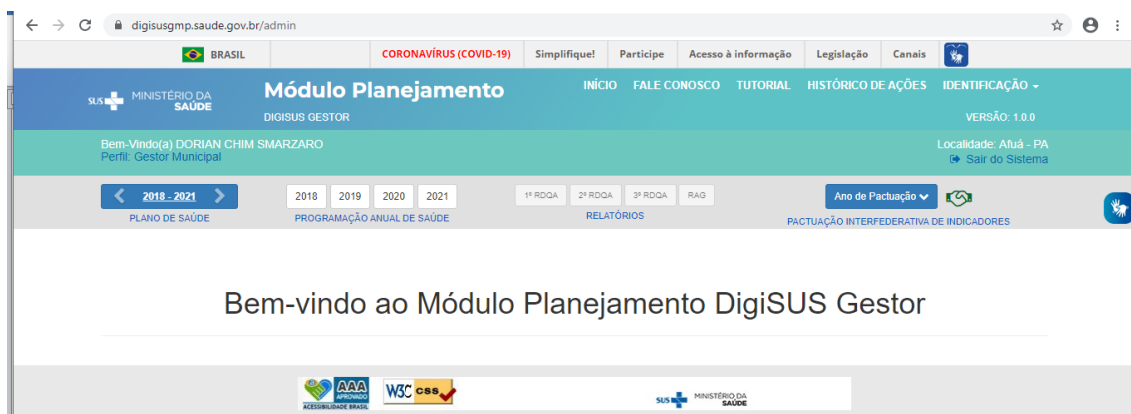 digisusgmp.saude.gov.br/admin
BRASIL CORONAVÍRUS (COVID-19) Simplifique! Participe Acesso à informação Legislação Canais
SUS MINISTÉRIO DA SAÚDE
Módulo Planejamento
DIGISUS GESTOR
INÍCIO FALE CONOSCO TUTORIAL HISTÓRICO DE AÇÕES IDENTIFICAÇÃO
VERSÃO: 1.0.0
Bem-Vindo(a) DORIAN CHIM SMARZARO
Perfil: Gestor Municipal
Localidade: Afuá - PA
Sair do Sistema
2018 - 2021
PLANO DE SAÚDE
2018 2019 2020 2021
PROGRAMAÇÃO ANUAL DE SAÚDE
1º RDQA 2º RDQA 3º RDQA RAG
RELATÓRIOS
Ano de Pactuação
PACTUAÇÃO INTERFEDERATIVA DE INDICADORES
Bem-vindo ao Módulo Planejamento DigiSUS Gestor
AAA
APROVADO
ACESSIBILIDADE BRASIL
W3C css
SUS MINISTÉRIO DA
SAÚDE